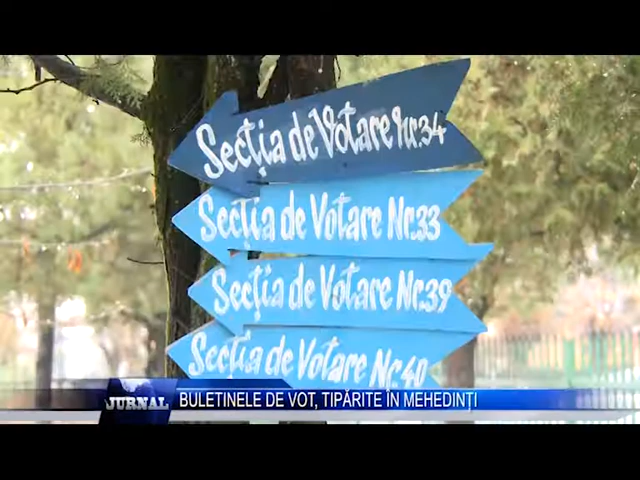 Secția de Votare Nr.34
Secția de Votare Nr.33
Secția de Votare Nr.39
Secția de Votare Nr.40
JURNAL
BULETINELE DE VOT, TIPĂRITE ÎN MEHEDINȚI